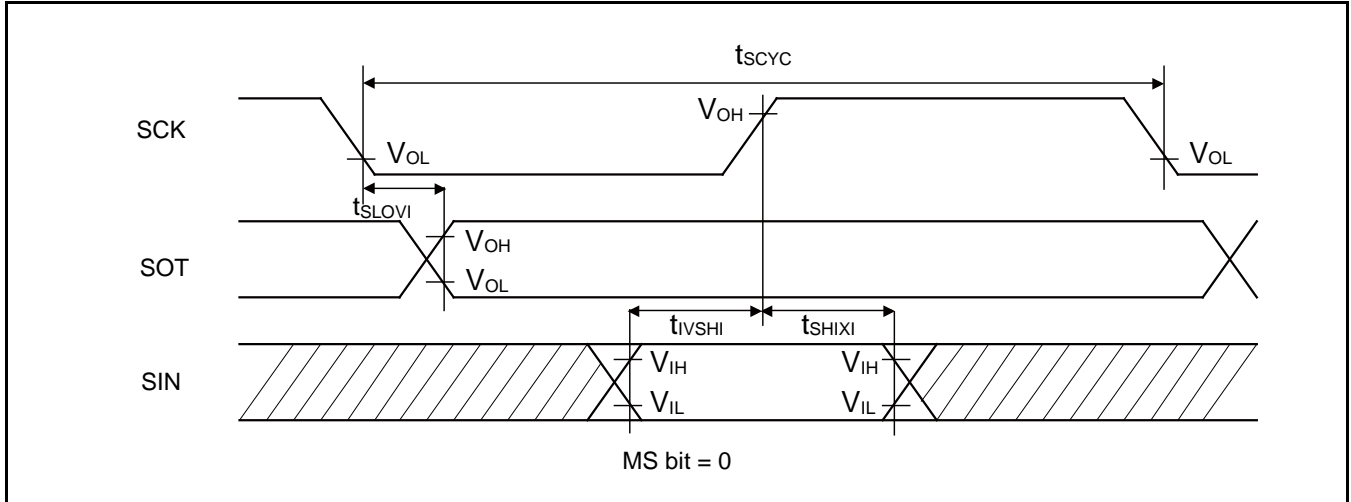 tSCYC
SCK
VOH
VOL
VOL
tSLOVI
SOT
VOH
VOL
tIVSHI
tSHIXI
SIN
VIH
VIH
VIL
VIL
MS bit = 0